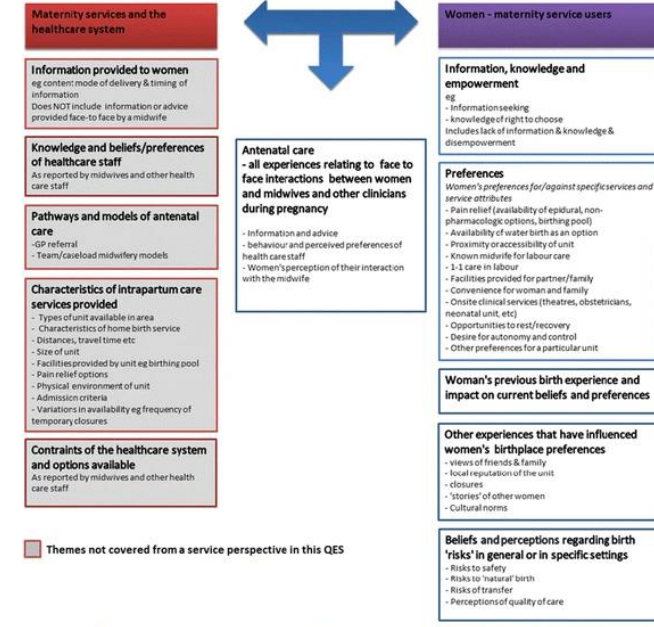 Maternity services and the
healthcare system
Information provided to women
eg content mode of delivery & timing of
information
Does NOT include information or advice
provided face-to face by a midwife
Knowledge and beliefs/preferences
of healthcare staff
As reported by midwives and other health
care staff
Pathways and models of antenatal
care
-GP referral
- Team/caseload midwifery models
Characteristics of intrapartum care
services provided
- Types of unit available in area
- Characteristics of home birth service
- Distances, travel time etc
- Size of unit
- Facilities provided by unit eg birthing pool
- Pain relief options
- Physical environment of unit
- Admission criteria
- Variations in availability eg frequency of
temporary closures
Contraints of the healthcare system
and options available
As reported by midwives and other health
care staff
Antenatal care
- all experiences relating to face to
face interactions between women
and midwives and other clinicians
during pregnancy
- Information and advice
- behaviour and perceived preferences of
health care staff
- Women's perception of their interaction
with the midwife
Women - maternity service users
Information, knowledge and
empowerment
eg
- Information seeking
- knowledge of right to choose
Includes lack of information & knowledge &
disempowerment
Preferences
Women's preferences for/against specific services and
service attributes
- Pain relief (availability of epidural, non-
pharmacologic options, birthing pool)
- Availability of water birth as an option
- Proximity or accessibility of unit
- Known midwife for labour care
- 1-1 care in labour
- Facilities provided for partner/family
- Convenience for woman and family
- Onsite clinical services (theatres, obstetricians,
neonatal unit, etc)
- Opportunities to rest/recovery
- Desire for autonomy and control
- Other preferences for a particular unit
Woman's previous birth experience and
impact on current beliefs and preferences
Other experiences that have influenced
women's birthplace preferences
- views of friends & family
- local reputation of the unit
- closures
- 'stories' of other women
- Cultural norms
Beliefs and perceptions regarding birth
'risks' in general or in specific settings
- Risks to safety
- Risks to 'natural' birth
- Risks of transfer
- Perceptions of quality of care
Themes not covered from a service perspective in this QES